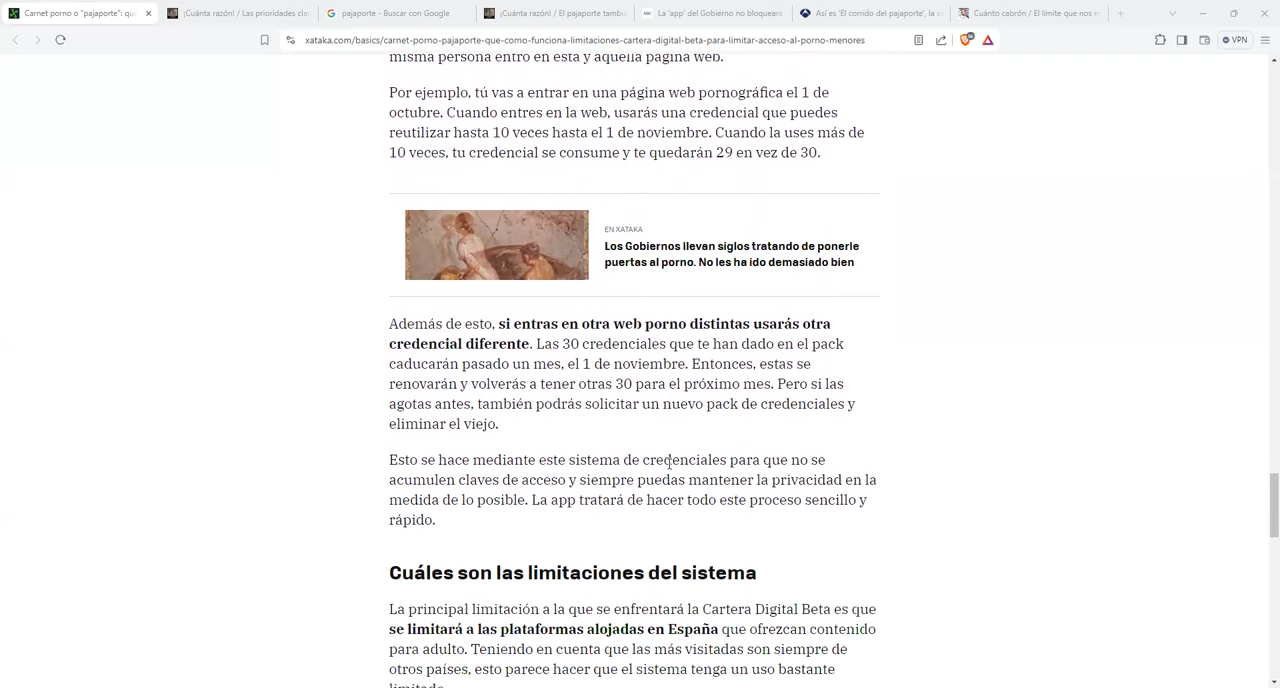 Carnet porno o "pajaporte": qu
¡Cuánta razón! / Las prioridades cla
pajaporte - Buscar con Google
¡Cuánta razón! / El pajaporte tambi
ABC
La 'app' del Gobierno no bloqueara
Así es 'El corrido del pajaporte', la ca
Cuánto cabrón / El límite que nos m
xataka.com/basics/carnet-porno-pajaporte-que-como-funciona-limitaciones-cartera-digital-beta-para-limitar-acceso-al-porno-menores
VPN
misma persona entró en esta y aquella página web.
Por ejemplo, tú vas a entrar en una página web pornográfica el 1 de
octubre. Cuando entres en la web, usarás una credencial que puedes
reutilizar hasta 10 veces hasta el 1 de noviembre. Cuando la uses más de
10 veces, tu credencial se consume y te quedarán 29 en vez de 30.
EN XATAKA
Los Gobiernos llevan siglos tratando de ponerle
puertas al porno. No les ha ido demasiado bien
Además de esto, si entras en otra web porno distintas usarás otra
credencial diferente. Las 30 credenciales que te han dado en el pack
caducarán pasado un mes, el 1 de noviembre. Entonces, estas se
renovarán y volverás a tener otras 30 para el próximo mes. Pero si las
agotas antes, también podrás solicitar un nuevo pack de credenciales y
eliminar el viejo.
Esto se hace mediante este sistema de credenciales para que no se
acumulen claves de acceso y siempre puedas mantener la privacidad en la
medida de lo posible. La app tratará de hacer todo este proceso sencillo y
rápido.
Cuáles son las limitaciones del sistema
La principal limitación a la que se enfrentará la Cartera Digital Beta es que
se limitará a las plataformas alojadas en España que ofrezcan contenido
para adulto. Teniendo en cuenta que las más visitadas son siempre de
otros países, esto parece hacer que el sistema tenga un uso bastante
limitado.